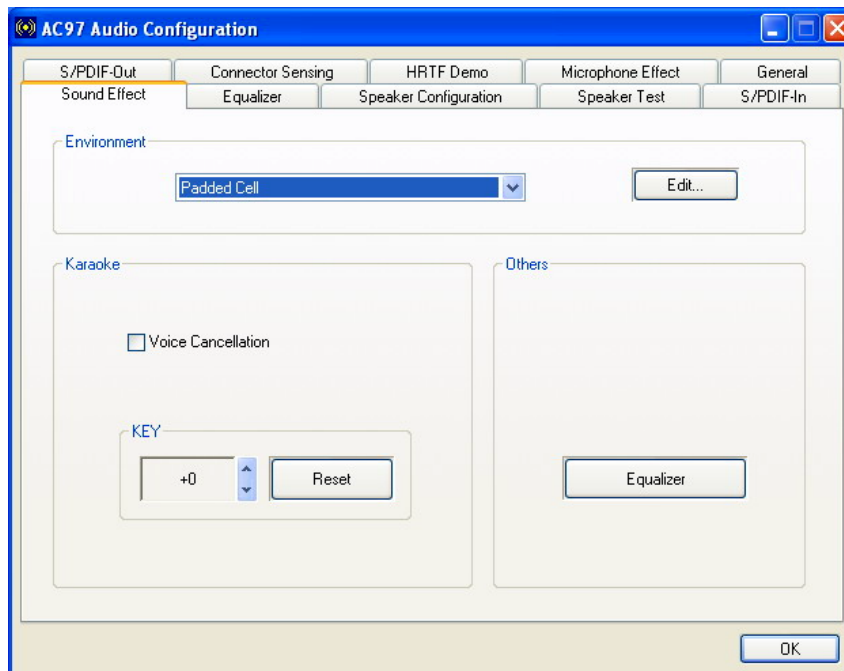 AC97 Audio Configuration
S/PDIF-Out Connector Sensing HRTF Demo Microphone Effect General
Sound Effect Equalizer Speaker Configuration Speaker Test S/PDIF-In
Environment
Padded Cell Edit...
Karaoke Others
Voice Cancellation
KEY
+0 Reset Equalizer
OK